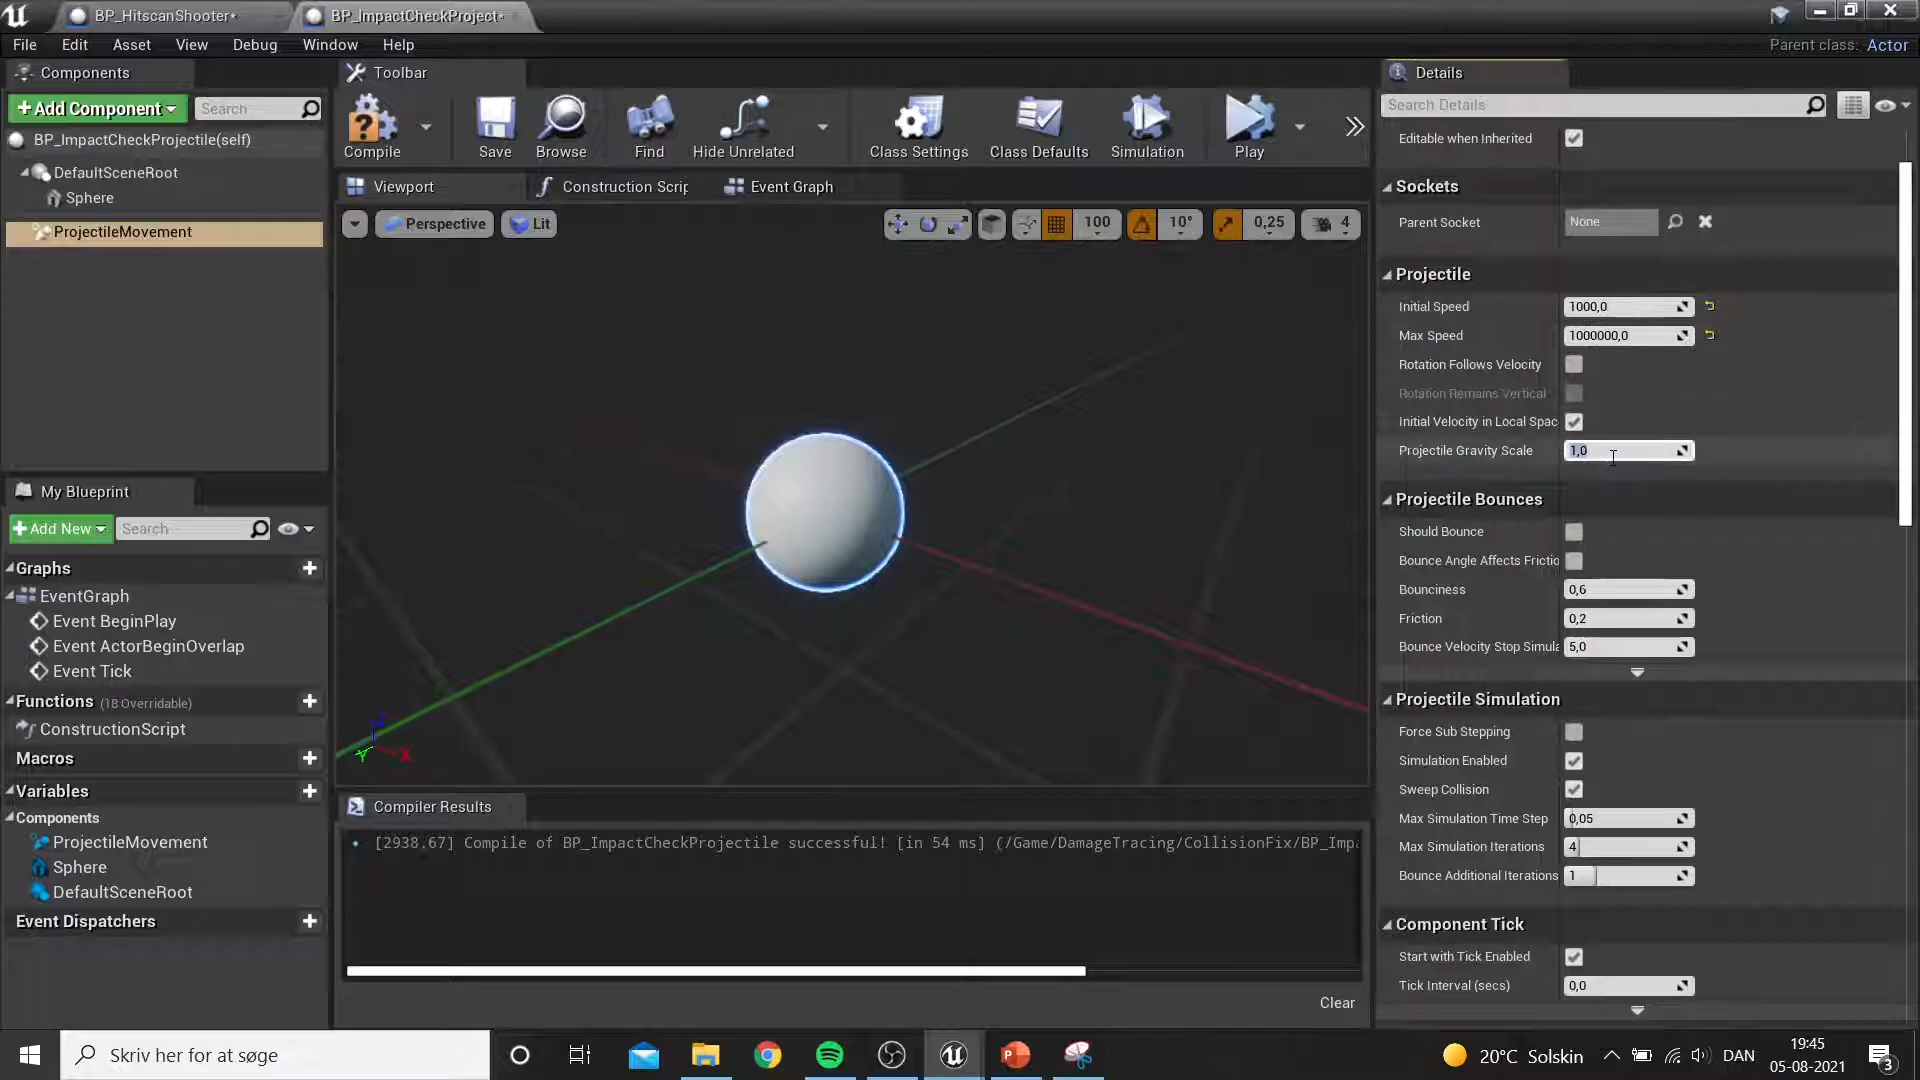 BP_HitscanShooter*
BP_ImpactCheckProject*
File Edit Asset View Debug Window Help
Parent class: Actor
Components
+Add Component
Search
BP_ImpactCheckProjectile(self)
DefaultSceneRoot
Sphere
ProjectileMovement
My Blueprint
+Add New
Search
Graphs
EventGraph
Event BeginPlay
Event ActorBeginOverlap
Event Tick
Functions (18 Overridable)
ConstructionScript
Macros
Variables
Components
ProjectileMovement
Sphere
DefaultSceneRoot
Event Dispatchers
Toolbar
Compile
Save
Browse
Find
Hide Unrelated
Class Settings
Class Defaults
Simulation
Play
Viewport
Construction Scrip
Event Graph
Perspective
Lit
100
10°
0,25
4
Z
Y
X
Compiler Results
[2938.67] Compile of BP_ImpactCheckProjectile successful! [in 54 ms] (/Game/DamageTracing/CollisionFix/BP_Impa
Clear
Details
Search Details
Editable when Inherited
Sockets
Parent Socket None
Projectile
Initial Speed 1000,0
Max Speed 1000000,0
Rotation Follows Velocity
Rotation Remains Vertical
Initial Velocity in Local Spac
Projectile Gravity Scale 1,0
Projectile Bounces
Should Bounce
Bounce Angle Affects Frictio
Bounciness 0,6
Friction 0,2
Bounce Velocity Stop Simula 5,0
Projectile Simulation
Force Sub Stepping
Simulation Enabled
Sweep Collision
Max Simulation Time Step 0,05
Max Simulation Iterations 4
Bounce Additional Iterations 1
Component Tick
Start with Tick Enabled
Tick Interval (secs) 0,0
Skriv her for at søge
20°C Solskin
DAN
19:45
05-08-2021
3